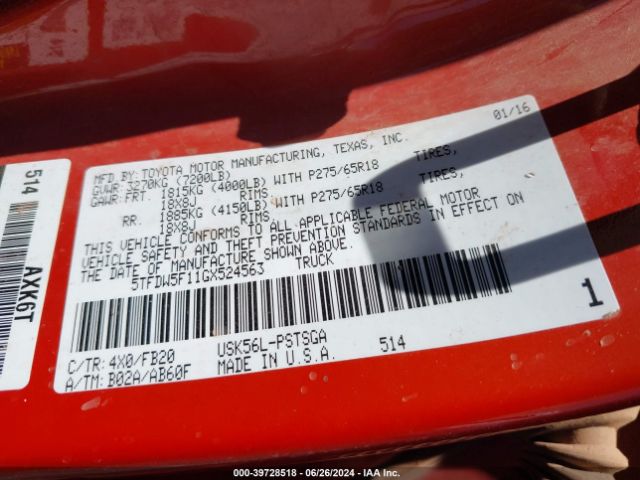 01/16
MFD.BY: TOYOTA MOTOR MANUFACTURING, TEXAS, INC.
GVWR: 3270KG (7200LB)
GAWR: FRT. 1815KG (4000LB) WITH P275/65R18 TIRES,
18X8J RIMS
RR. 1885KG (4150LB) WITH P275/65R18 TIRES,
18X8J RIMS
THIS VEHICLE CONFORMS TO ALL APPLICABLE FEDERAL MOTOR
VEHICLE SAFETY AND THEFT PREVENTION STANDARDS IN EFFECT ON
THE DATE OF MANUFACTURE SHOWN ABOVE.
5TFDW5F11GX524563 TRUCK
1
C/TR: 4X0/FB20 USK56L-PSTSGA
A/TM: B02A/AB60F MADE IN U.S.A. 514
514
AXK6T
00-39728518 - 06/26/2024 - IAA Inc.